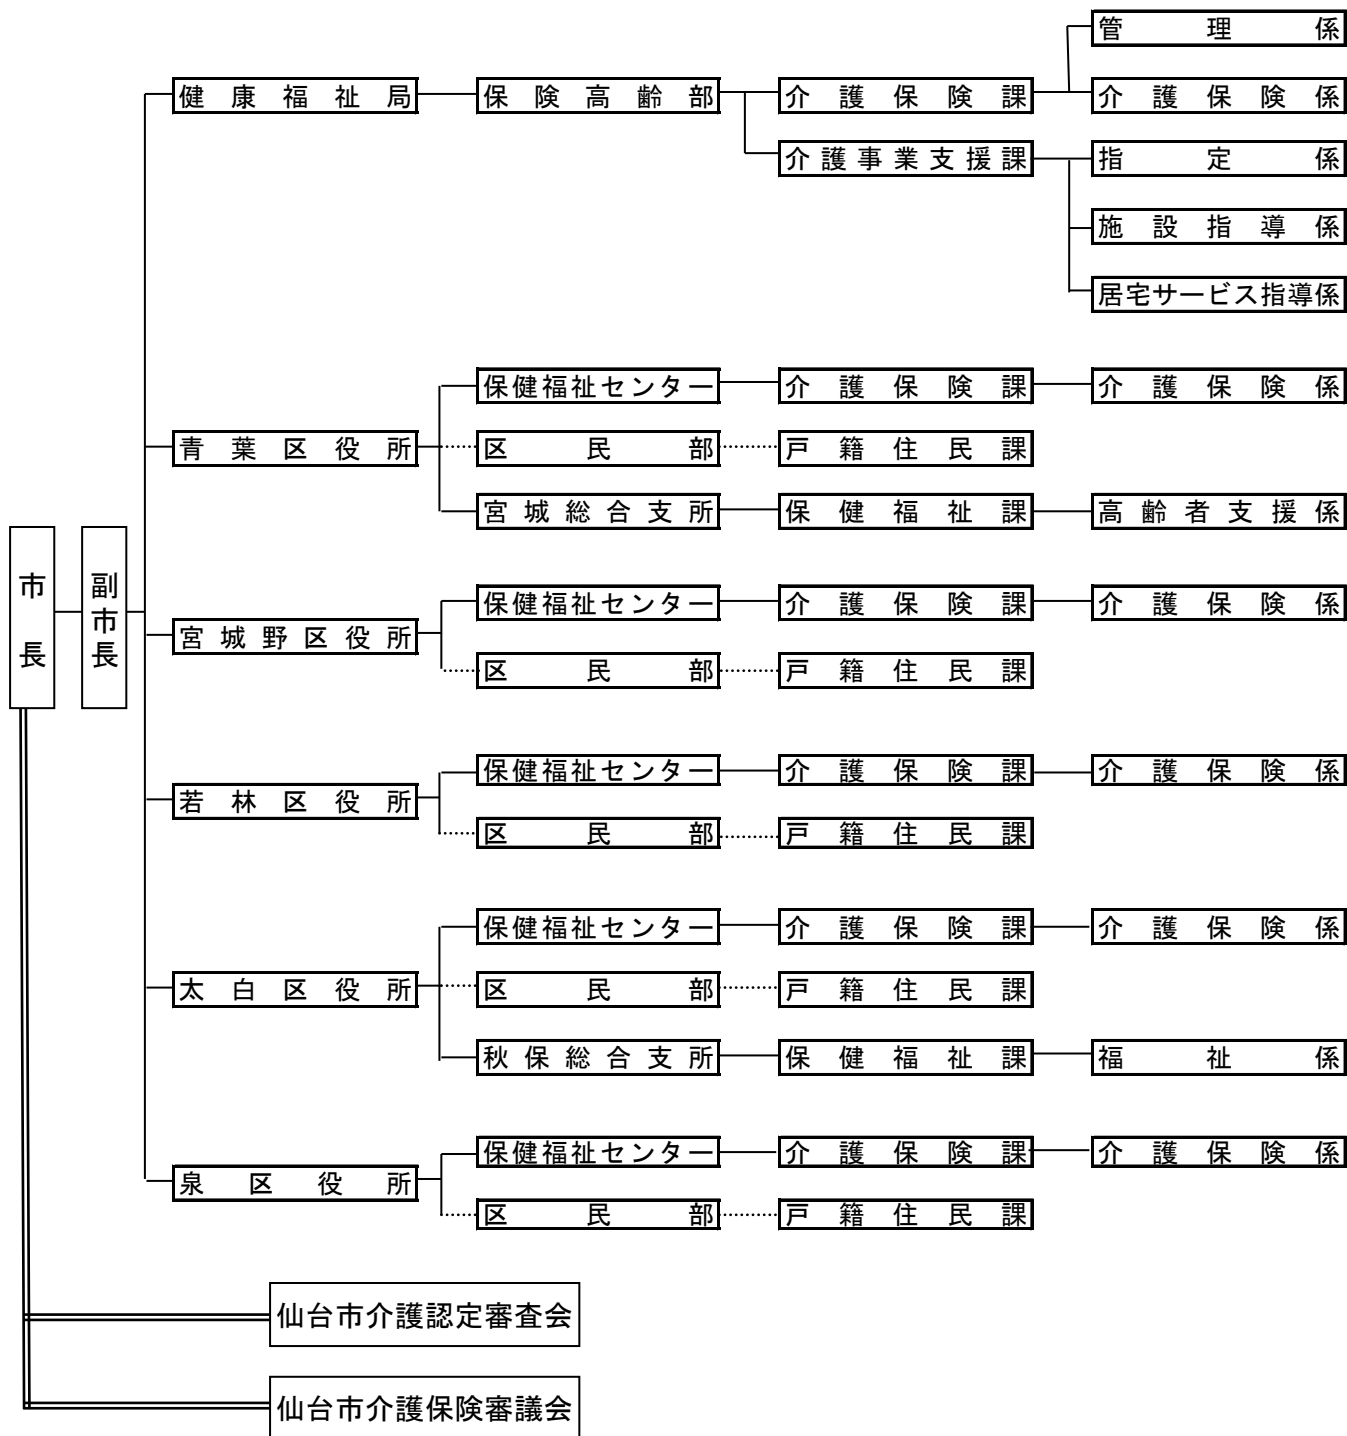 管理係
健康福祉局 保険高齢部 介護保険課 介護保険係
介護事業支援課 指定係
施設指導係
居宅サービス指導係
保健福祉センター 介護保険課 介護保険係
青葉区役所 区民部 戸籍住民課
宮城総合支所 保健福祉課 高齢者支援係
市長 副市長
保健福祉センター 介護保険課 介護保険係
宮城野区役所
区民部 戸籍住民課
保健福祉センター 介護保険課 介護保険係
若林区役所
区民部 戸籍住民課
保健福祉センター 介護保険課 介護保険係
太白区役所 区民部 戸籍住民課
秋保総合支所 保健福祉課 福祉係
保健福祉センター 介護保険課 介護保険係
泉区役所
区民部 戸籍住民課
仙台市介護認定審査会
仙台市介護保険審議会